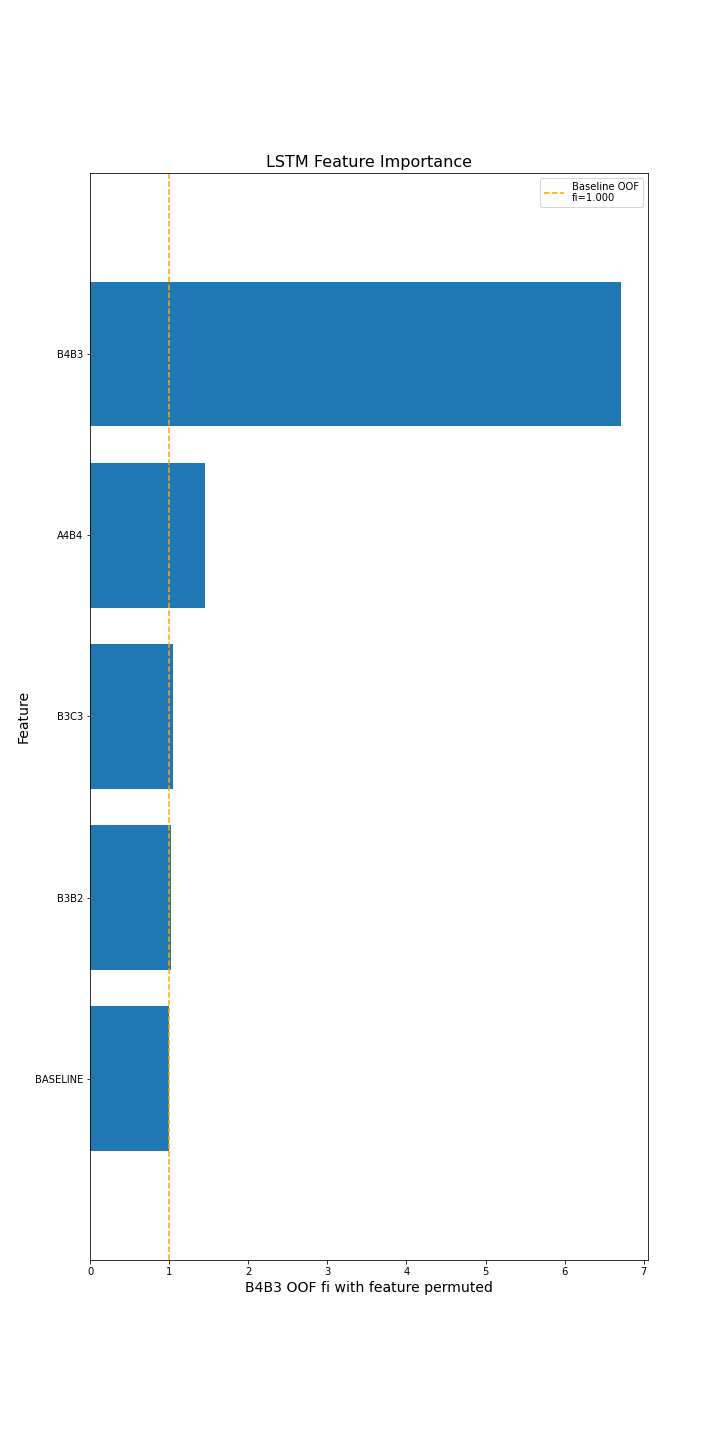 LSTM Feature Importance
Baseline OOF
fi=1.000
B4B3
A4B4
B3C3
B3B2
BASELINE
Feature
0 1 2 3 4 5 6 7
B4B3 OOF fi with feature permuted